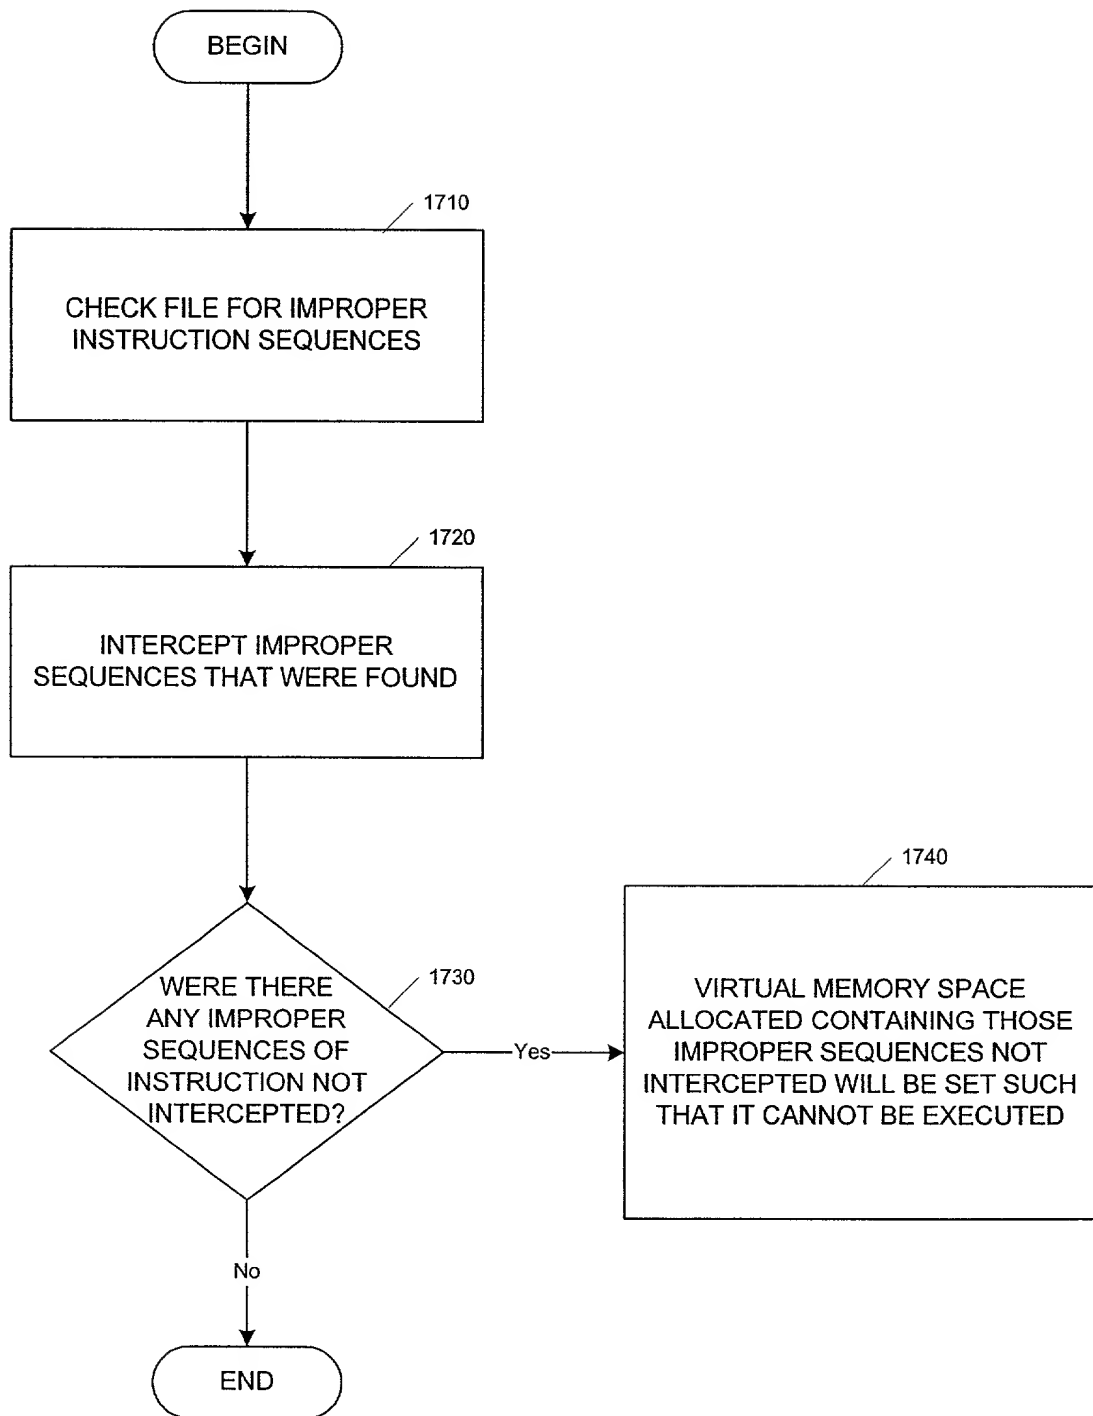 BEGIN
1710
CHECK FILE FOR IMPROPER
INSTRUCTION SEQUENCES
1720
INTERCEPT IMPROPER
SEQUENCES THAT WERE FOUND
1730
WERE THERE
ANY IMPROPER
SEQUENCES OF
INSTRUCTION NOT
INTERCEPTED?
Yes
1740
VIRTUAL MEMORY SPACE
ALLOCATED CONTAINING THOSE
IMPROPER SEQUENCES NOT
INTERCEPTED WILL BE SET SUCH
THAT IT CANNOT BE EXECUTED
No
END